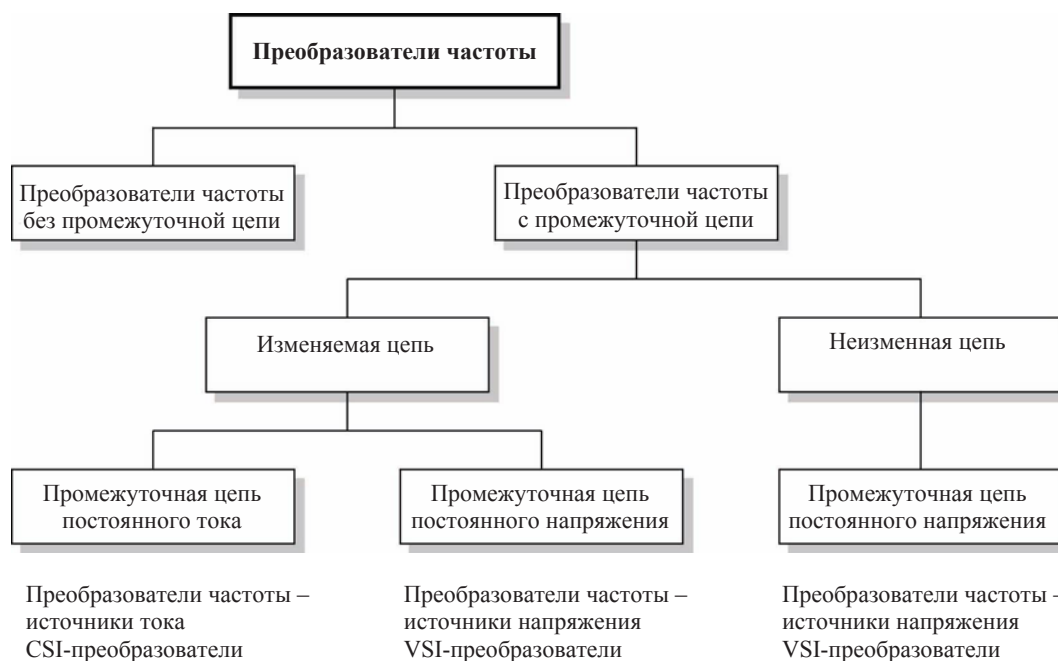 Преобразователи частоты
Преобразователи частоты
без промежуточной цепи
Преобразователи частоты
с промежуточной цепи
Изменяемая цепь
Неизменная цепь
Промежуточная цепь
постоянного тока
Промежуточная цепь
постоянного напряжения
Промежуточная цепь
постоянного напряжения
Преобразователи частоты –
источники тока
CSI-преобразователи
Преобразователи частоты –
источники напряжения
VSI-преобразователи
Преобразователи частоты –
источники напряжения
VSI-преобразователи